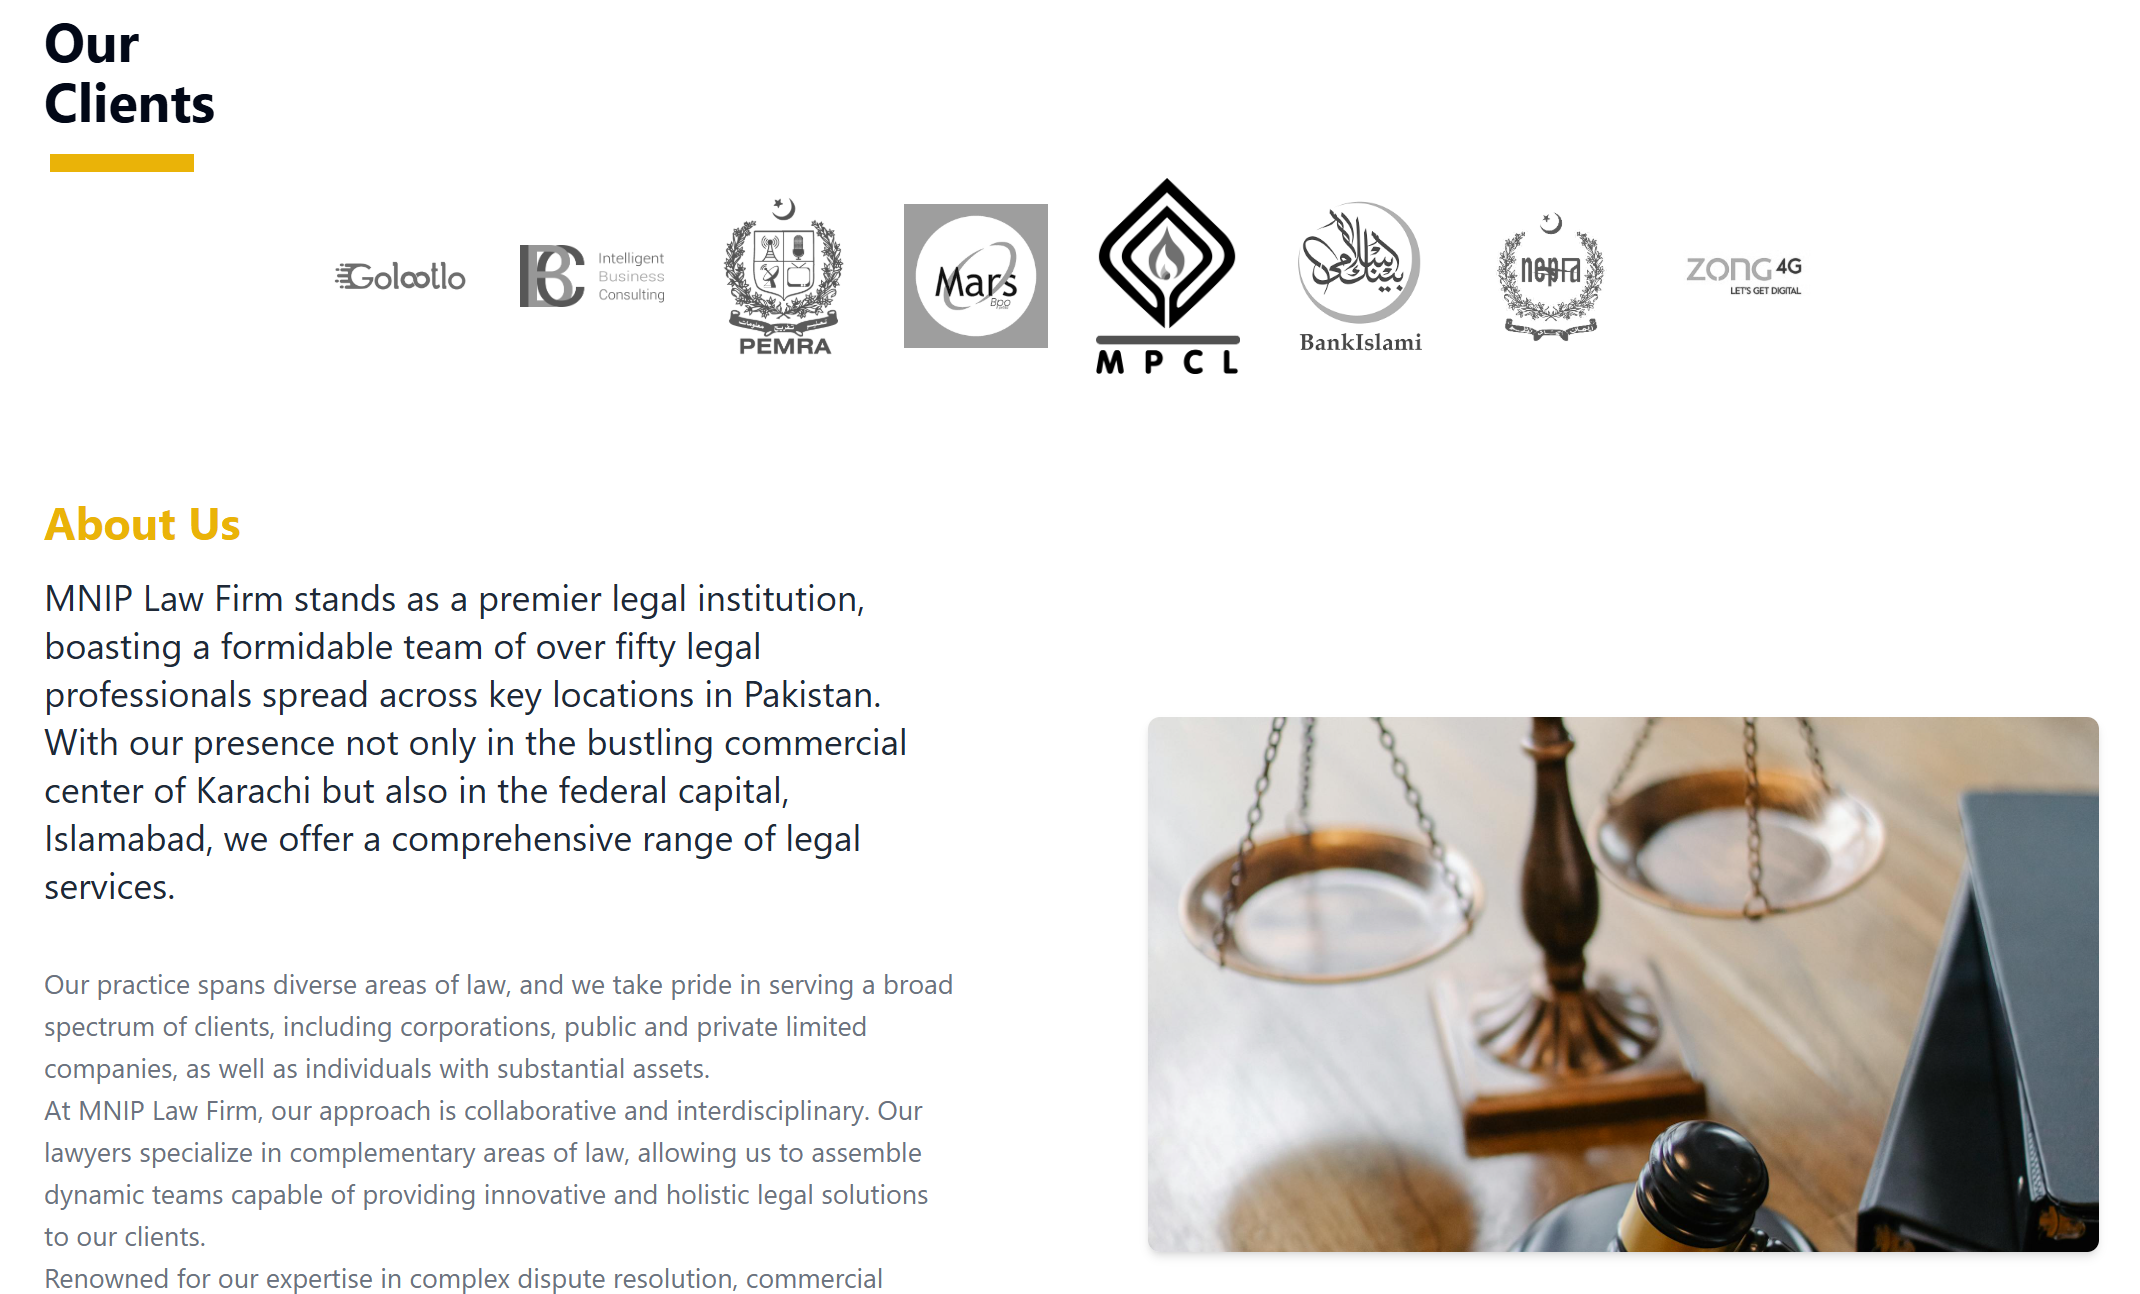 Our
Clients
Golootlo
IBC
Intelligent
Business
Consulting
PEMRA
Mars
Bpo
MPCL
بینک اسلامی
BankIslami
nepra
ZONG 4G
LET'S GET DIGITAL
About Us
MNIP Law Firm stands as a premier legal institution,
boasting a formidable team of over fifty legal
professionals spread across key locations in Pakistan.
With our presence not only in the bustling commercial
center of Karachi but also in the federal capital,
Islamabad, we offer a comprehensive range of legal
services.
Our practice spans diverse areas of law, and we take pride in serving a broad
spectrum of clients, including corporations, public and private limited
companies, as well as individuals with substantial assets.
At MNIP Law Firm, our approach is collaborative and interdisciplinary. Our
lawyers specialize in complementary areas of law, allowing us to assemble
dynamic teams capable of providing innovative and holistic legal solutions
to our clients.
Renowned for our expertise in complex dispute resolution, commercial